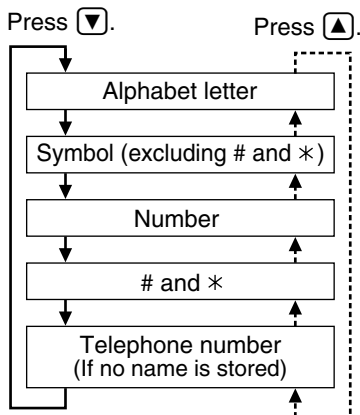 Press [▼].
Press [▲].
Alphabet letter
Symbol (excluding # and ✳)
Number
# and ✳
Telephone number
(If no name is stored)